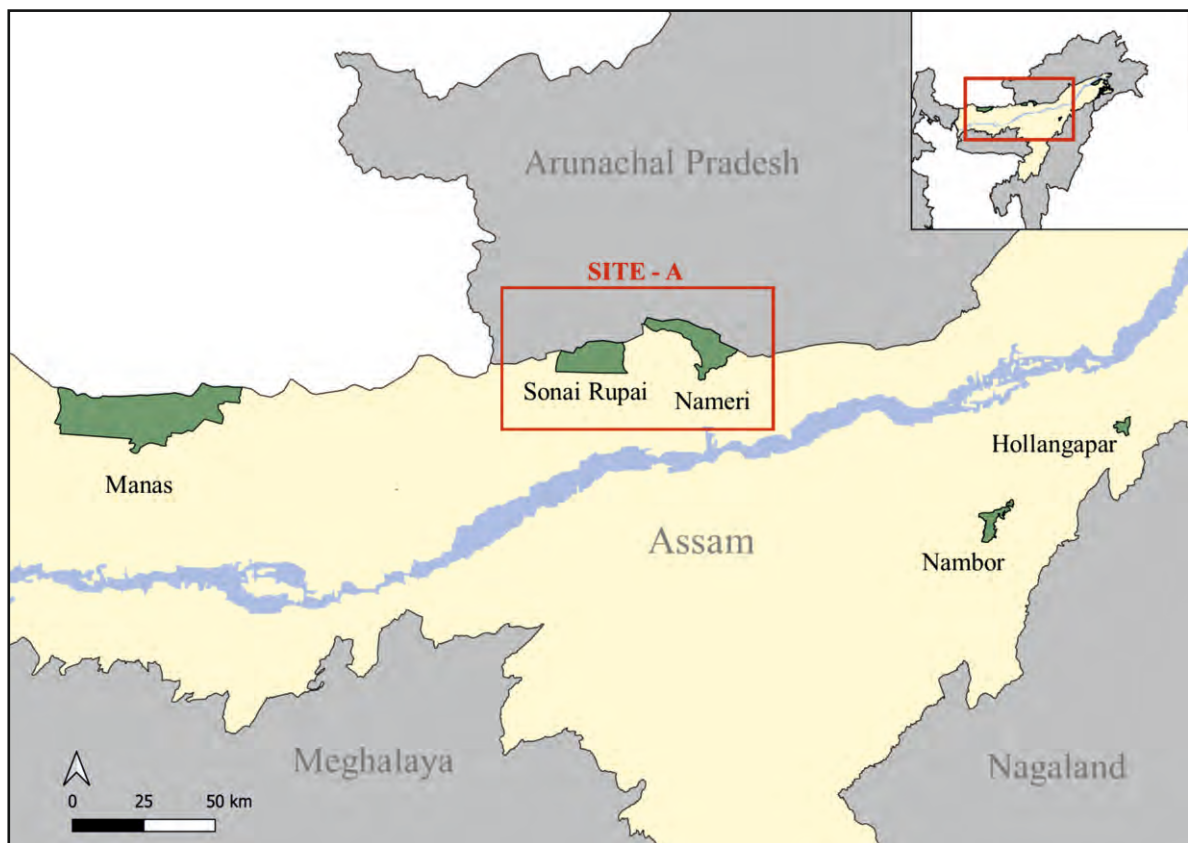 Arunachal Pradesh
SITE - A
Sonai Rupai
Nameri
Manas
Hollangapar
Assam
Nambor
Meghalaya
Nagaland
0 25 50 km